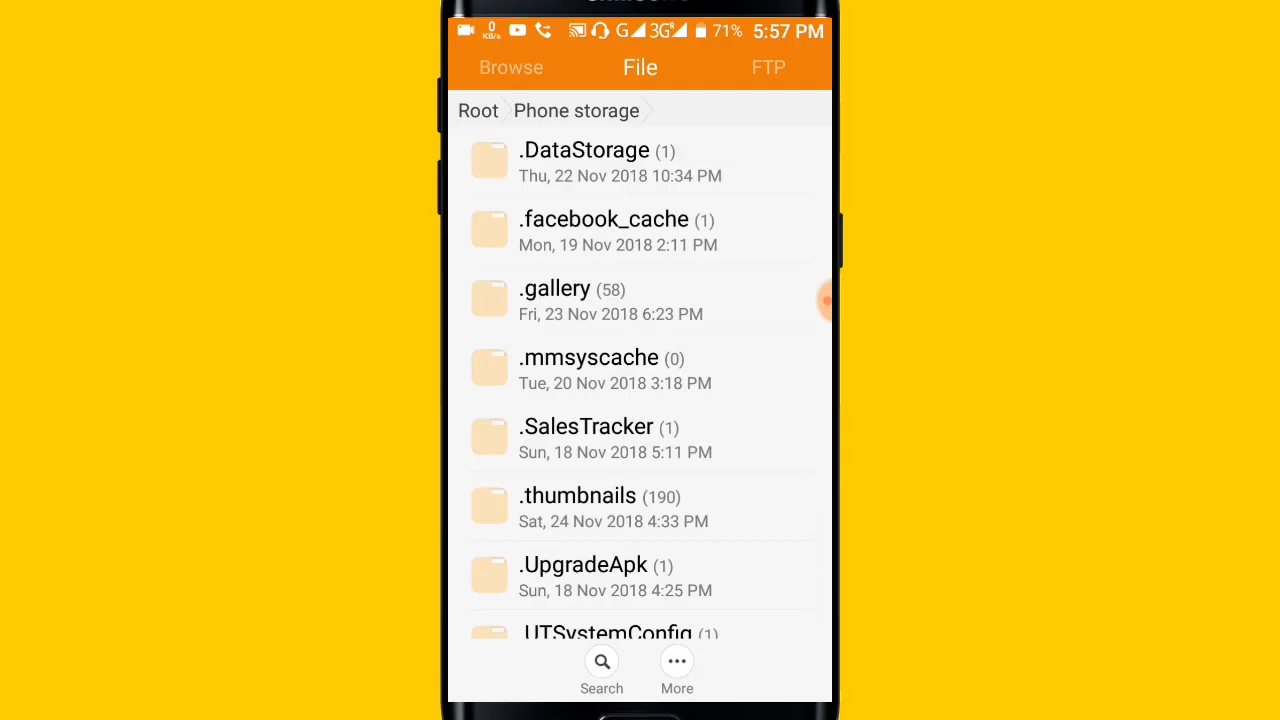 0 KB/s G 3G R 71% 5:57 PM
Browse File FTP
Root Phone storage
.DataStorage (1)
Thu, 22 Nov 2018 10:34 PM
.facebook_cache (1)
Mon, 19 Nov 2018 2:11 PM
.gallery (58)
Fri, 23 Nov 2018 6:23 PM
.mmsyscache (0)
Tue, 20 Nov 2018 3:18 PM
.SalesTracker (1)
Sun, 18 Nov 2018 5:11 PM
.thumbnails (190)
Sat, 24 Nov 2018 4:33 PM
.UpgradeApk (1)
Sun, 18 Nov 2018 4:25 PM
.UTSystemConfig (1)
Search More